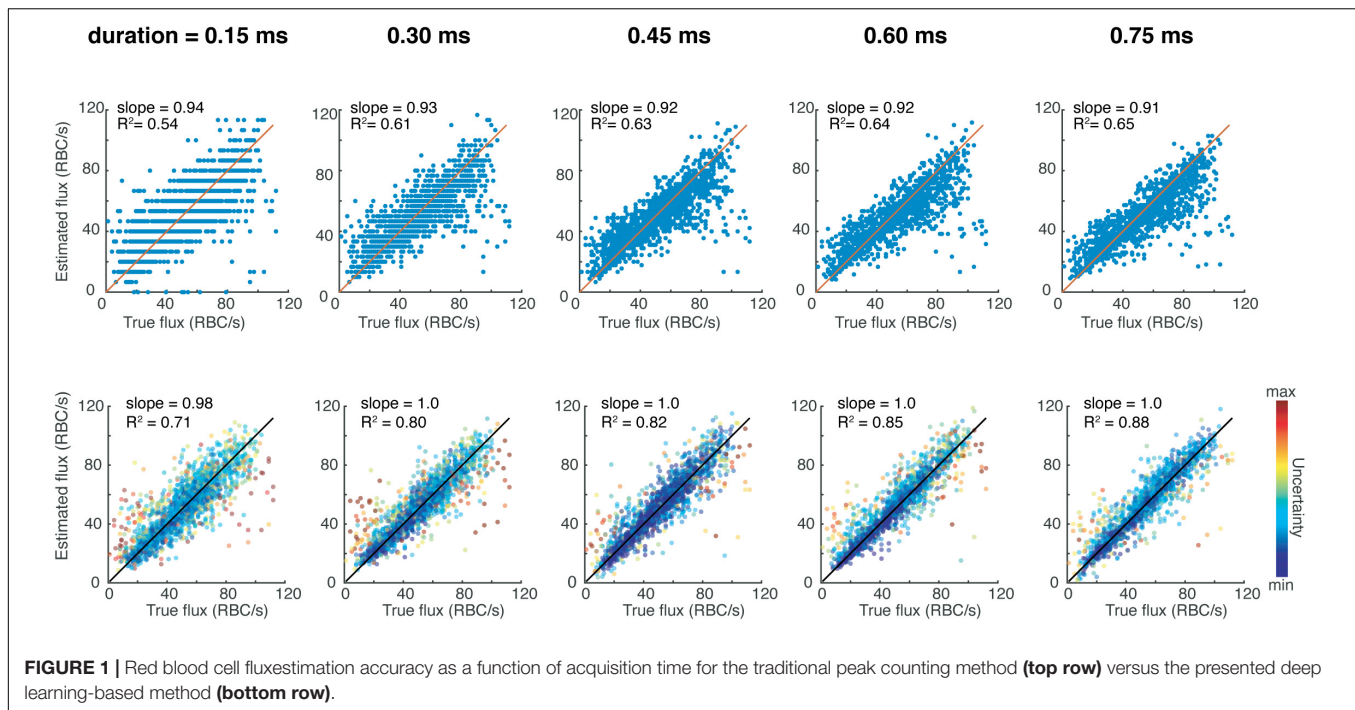 duration = 0.15 ms 0.30 ms 0.45 ms 0.60 ms 0.75 ms
slope = 0.94
R²= 0.54
Estimated flux (RBC/s)
120
80
40
0
0 40 80 120
True flux (RBC/s)
slope = 0.93
R²= 0.61
120
80
40
0
0 40 80 120
True flux (RBC/s)
slope = 0.92
R²= 0.63
120
80
40
0
0 40 80 120
True flux (RBC/s)
slope = 0.92
R²= 0.64
120
80
40
0
0 40 80 120
True flux (RBC/s)
slope = 0.91
R²= 0.65
120
80
40
0
0 40 80 120
True flux (RBC/s)
slope = 0.98
R² = 0.71
Estimated flux (RBC/s)
120
80
40
0
0 40 80 120
True flux (RBC/s)
slope = 1.0
R² = 0.80
120
80
40
0
0 40 80 120
True flux (RBC/s)
slope = 1.0
R² = 0.82
120
80
40
0
0 40 80 120
True flux (RBC/s)
slope = 1.0
R² = 0.85
120
80
40
0
0 40 80 120
True flux (RBC/s)
slope = 1.0
R² = 0.88
120
80
40
0
0 40 80 120
True flux (RBC/s)
max
Uncertainty
min
FIGURE 1 | Red blood cell fluxestimation accuracy as a function of acquisition time for the traditional peak counting method (top row) versus the presented deep
learning-based method (bottom row).